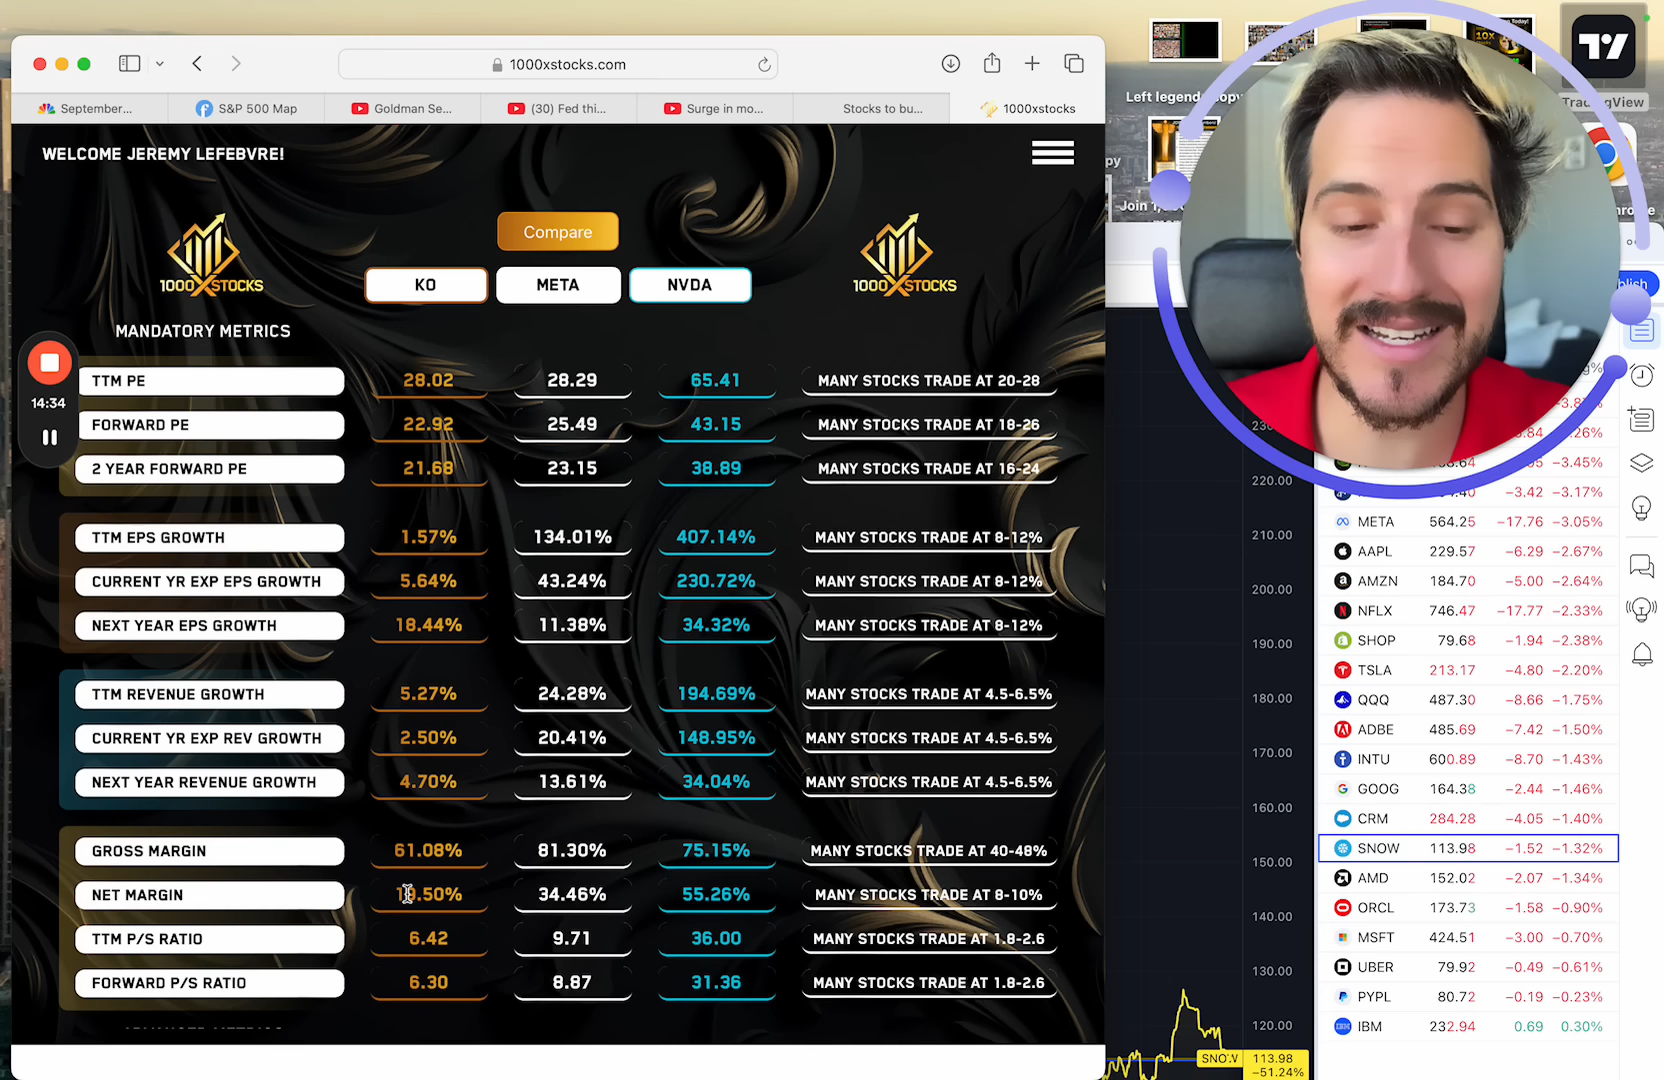 1000xstocks.com
September...
S&P 500 Map
Goldman Se...
(30) Fed thi...
Surge in mo...
Stocks to bu...
1000xstocks
WELCOME JEREMY LEFEBVRE!
1000XSTOCKS
Compare
1000XSTOCKS
KO META NVDA
MANDATORY METRICS
TTM PE 28.02 28.29 65.41 MANY STOCKS TRADE AT 20-28
FORWARD PE 22.92 25.49 43.15 MANY STOCKS TRADE AT 18-26
2 YEAR FORWARD PE 21.68 23.15 38.89 MANY STOCKS TRADE AT 16-24
TTM EPS GROWTH 1.57% 134.01% 407.14% MANY STOCKS TRADE AT 8-12%
CURRENT YR EXP EPS GROWTH 5.64% 43.24% 230.72% MANY STOCKS TRADE AT 8-12%
NEXT YEAR EPS GROWTH 18.44% 11.38% 34.32% MANY STOCKS TRADE AT 8-12%
TTM REVENUE GROWTH 5.27% 24.28% 194.69% MANY STOCKS TRADE AT 4.5-6.5%
CURRENT YR EXP REV GROWTH 2.50% 20.41% 148.95% MANY STOCKS TRADE AT 4.5-6.5%
NEXT YEAR REVENUE GROWTH 4.70% 13.61% 34.04% MANY STOCKS TRADE AT 4.5-6.5%
GROSS MARGIN 61.08% 81.30% 75.15% MANY STOCKS TRADE AT 40-48%
NET MARGIN .50% 34.46% 55.26% MANY STOCKS TRADE AT 8-10%
TTM P/S RATIO 6.42 9.71 36.00 MANY STOCKS TRADE AT 1.8-2.6
FORWARD P/S RATIO 6.30 8.87 31.36 MANY STOCKS TRADE AT 1.8-2.6
14:34
Left legend
TradingView
Join 1,
220.00
210.00
200.00
190.00
180.00
170.00
160.00
150.00
140.00
130.00
120.00
SNOW 113.98
−51.24%
−3.45%
−3.42 −3.17%
META 564.25 −17.76 −3.05%
AAPL 229.57 −6.29 −2.67%
AMZN 184.70 −5.00 −2.64%
NFLX 746.47 −17.77 −2.33%
SHOP 79.68 −1.94 −2.38%
TSLA 213.17 −4.80 −2.20%
QQQ 487.30 −8.66 −1.75%
ADBE 485.69 −7.42 −1.50%
INTU 600.89 −8.70 −1.43%
GOOG 164.38 −2.44 −1.46%
CRM 284.28 −4.05 −1.40%
SNOW 113.98 −1.52 −1.32%
AMD 152.02 −2.07 −1.34%
ORCL 173.73 −1.58 −0.90%
MSFT 424.51 −3.00 −0.70%
UBER 79.92 −0.49 −0.61%
PYPL 80.72 −0.19 −0.23%
IBM 232.94 0.69 0.30%